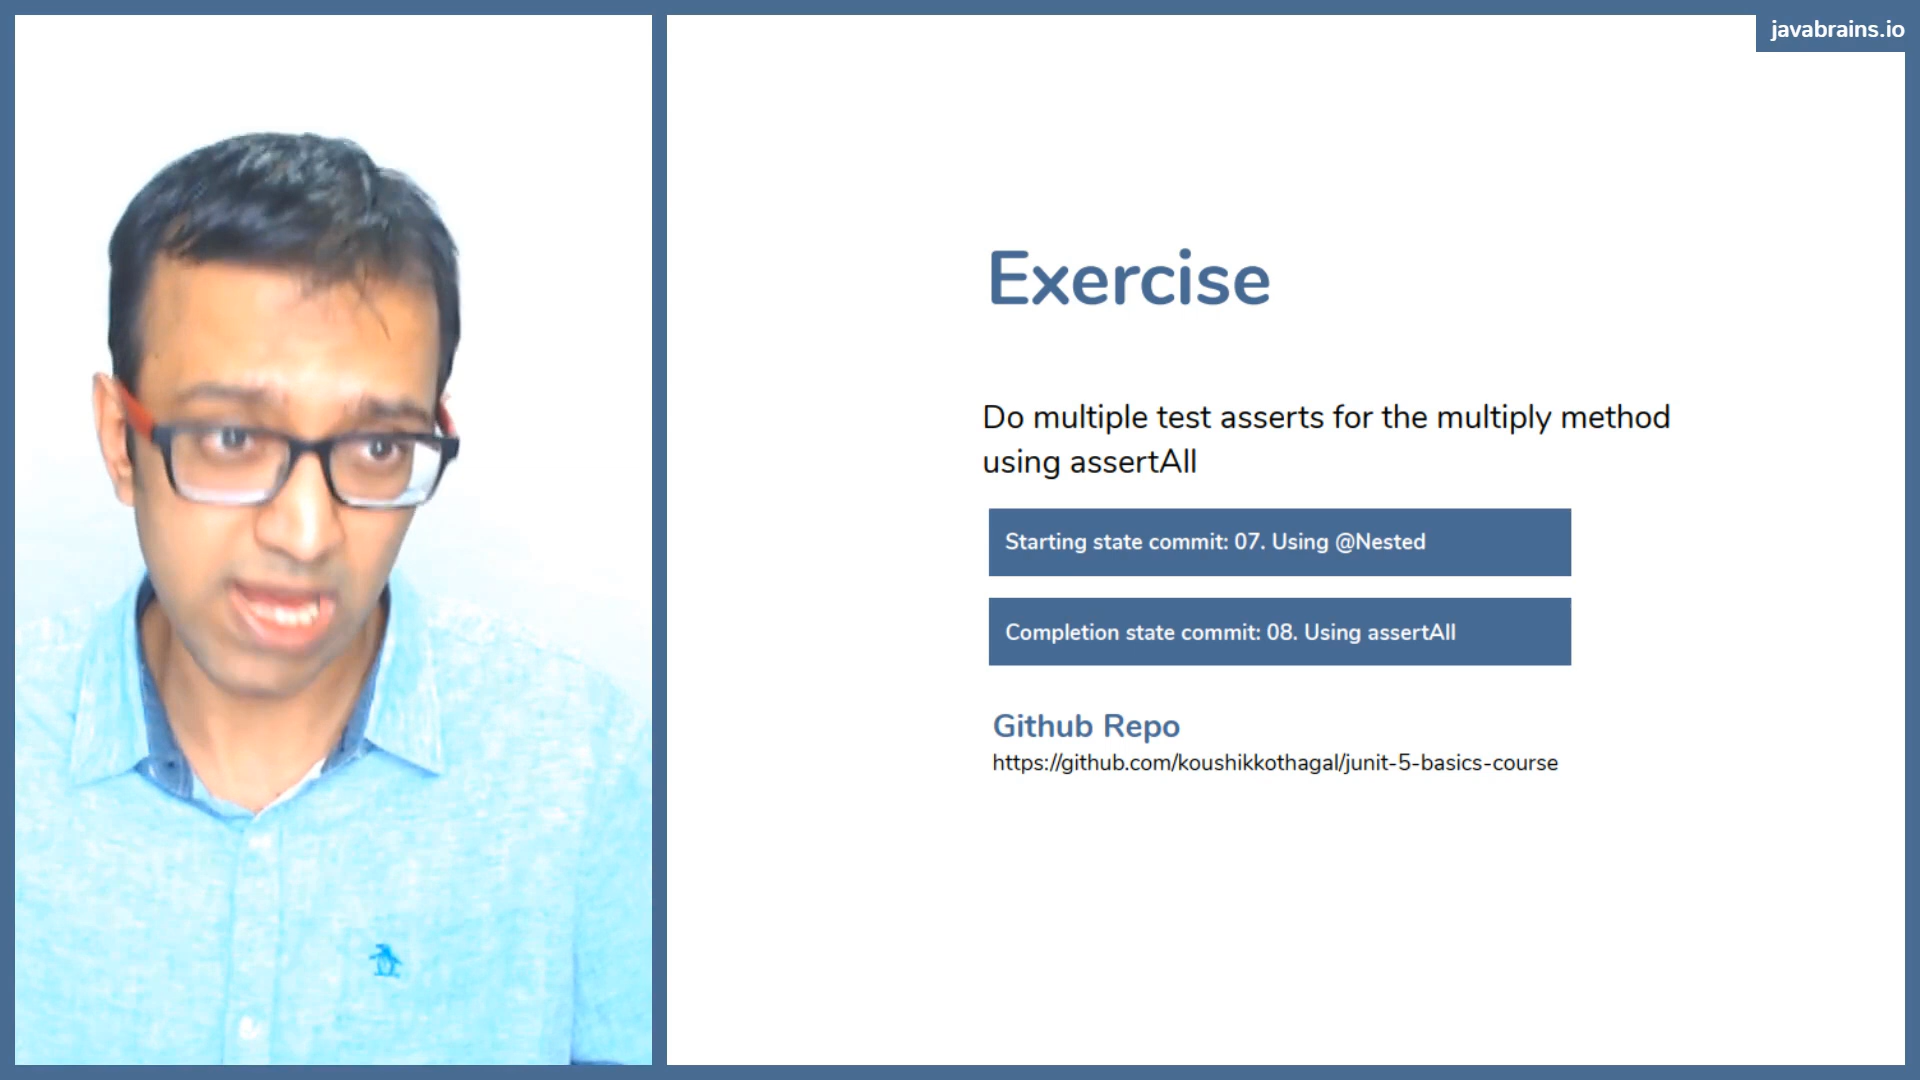 javabrains.io
Exercise
Do multiple test asserts for the multiply method
using assertAll
Starting state commit: 07. Using @Nested
Completion state commit: 08. Using assertAll
Github Repo
https://github.com/koushikkothagal/junit-5-basics-course